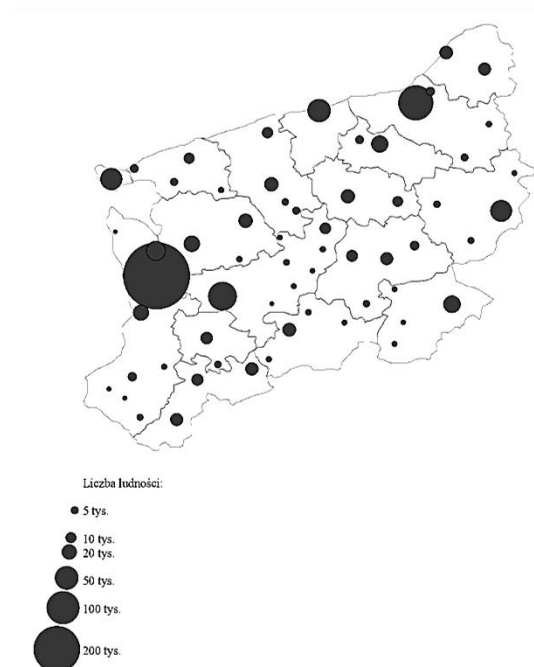 Liczba ludności:
5 tys.
10 tys.
20 tys.
50 tys.
100 tys.
200 tys.